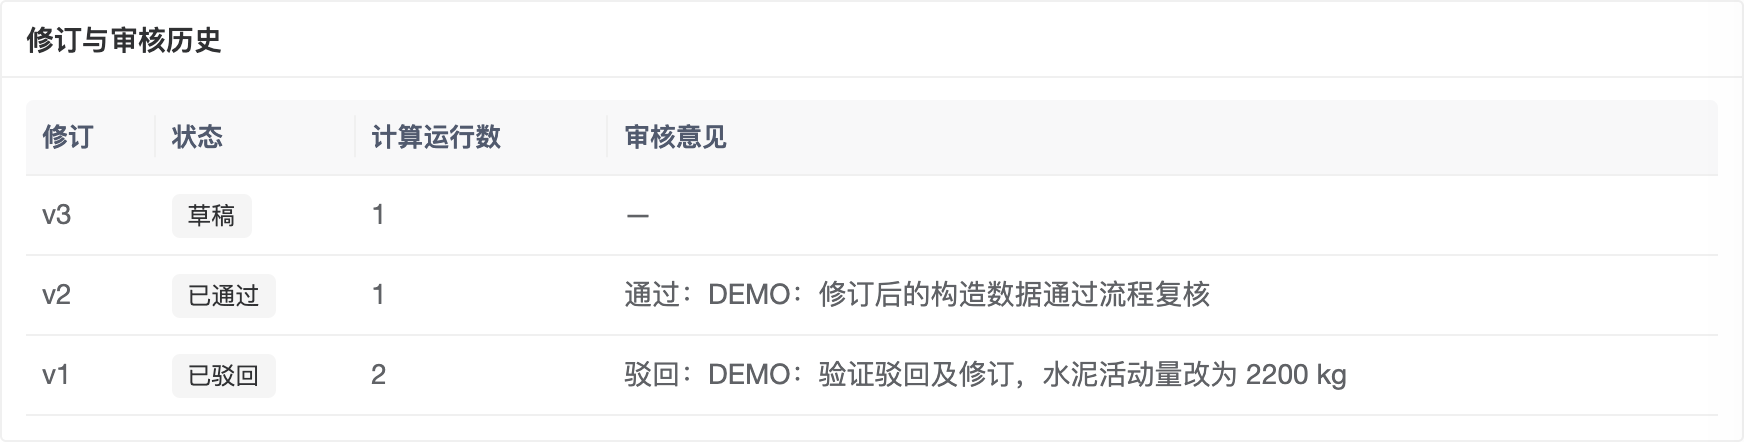 修订与审核历史
修订 状态 计算运行数 审核意见
v3 草稿 1 —
v2 已通过 1 通过：DEMO：修订后的构造数据通过流程复核
v1 已驳回 2 驳回：DEMO：验证驳回及修订，水泥活动量改为 2200 kg